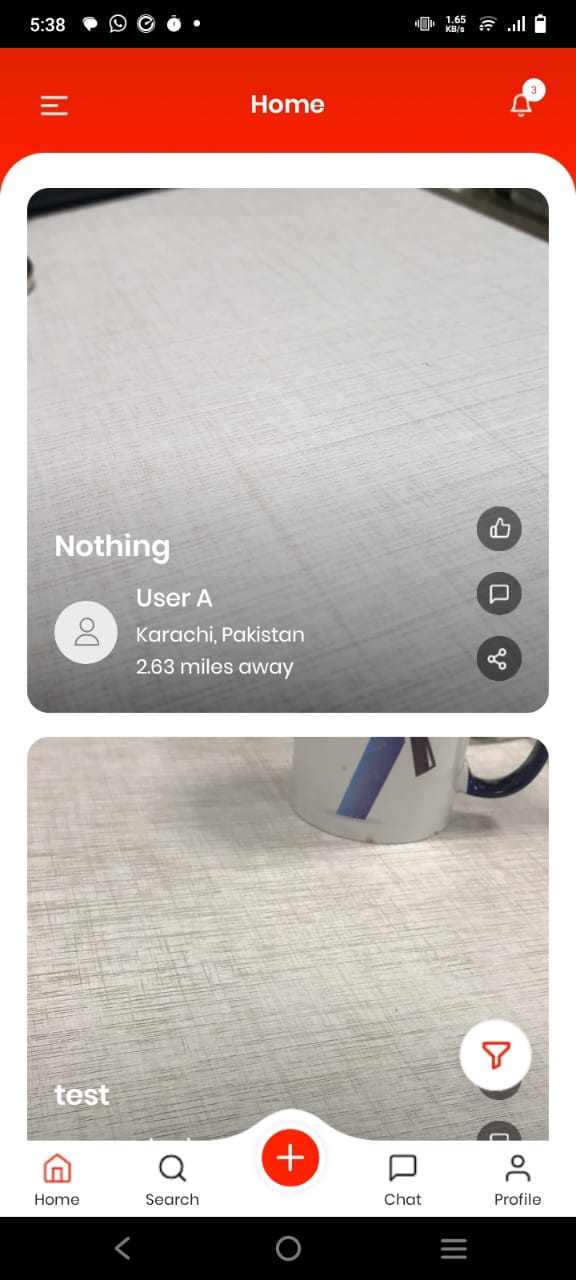 5:38
1.65
KB/s
Home
3
Nothing
User A
Karachi, Pakistan
2.63 miles away
test
Home
Search
Chat
Profile